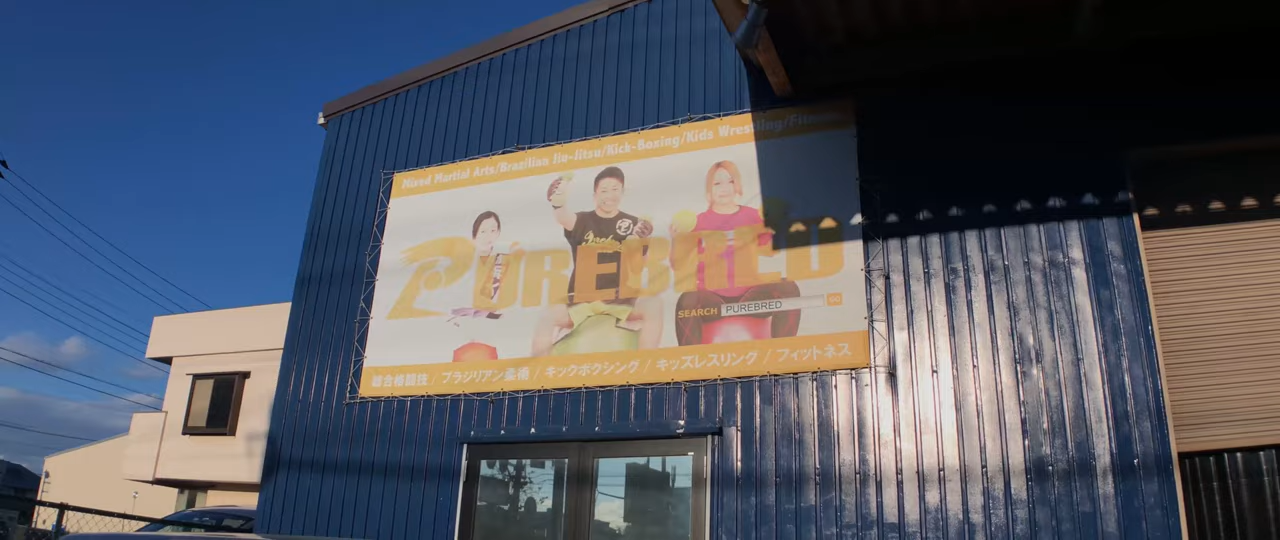 Mixed Martial Arts/Brazilian Jiu-Jitsu/Kick-Boxing/Kids Wrestling/Fitness
PUREBRED
SEARCH PUREBRED GO
総合格闘技 / ブラジリアン柔術 / キックボクシング / キッズレスリング / フィットネス